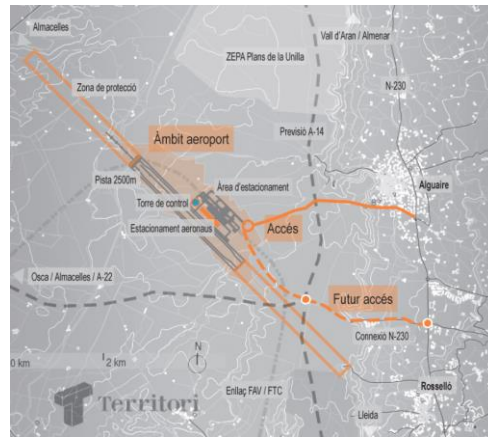 Almacelles
Vall d'Aran / Almenar
ZEPA Plans de la Unilla
Zona de protecció
N-230
Previsió A-14
Àmbit aeroport
Pista 2500m
Àrea d'estacionament
Alguaire
Torre de control
Accés
Estacionament aeronaus
Osca / Almacelles / A-22
Futur accés
Connexió N-230
N
0 km
2
Enllaç FAV / FTC
Rosselló
Territori
Lleida